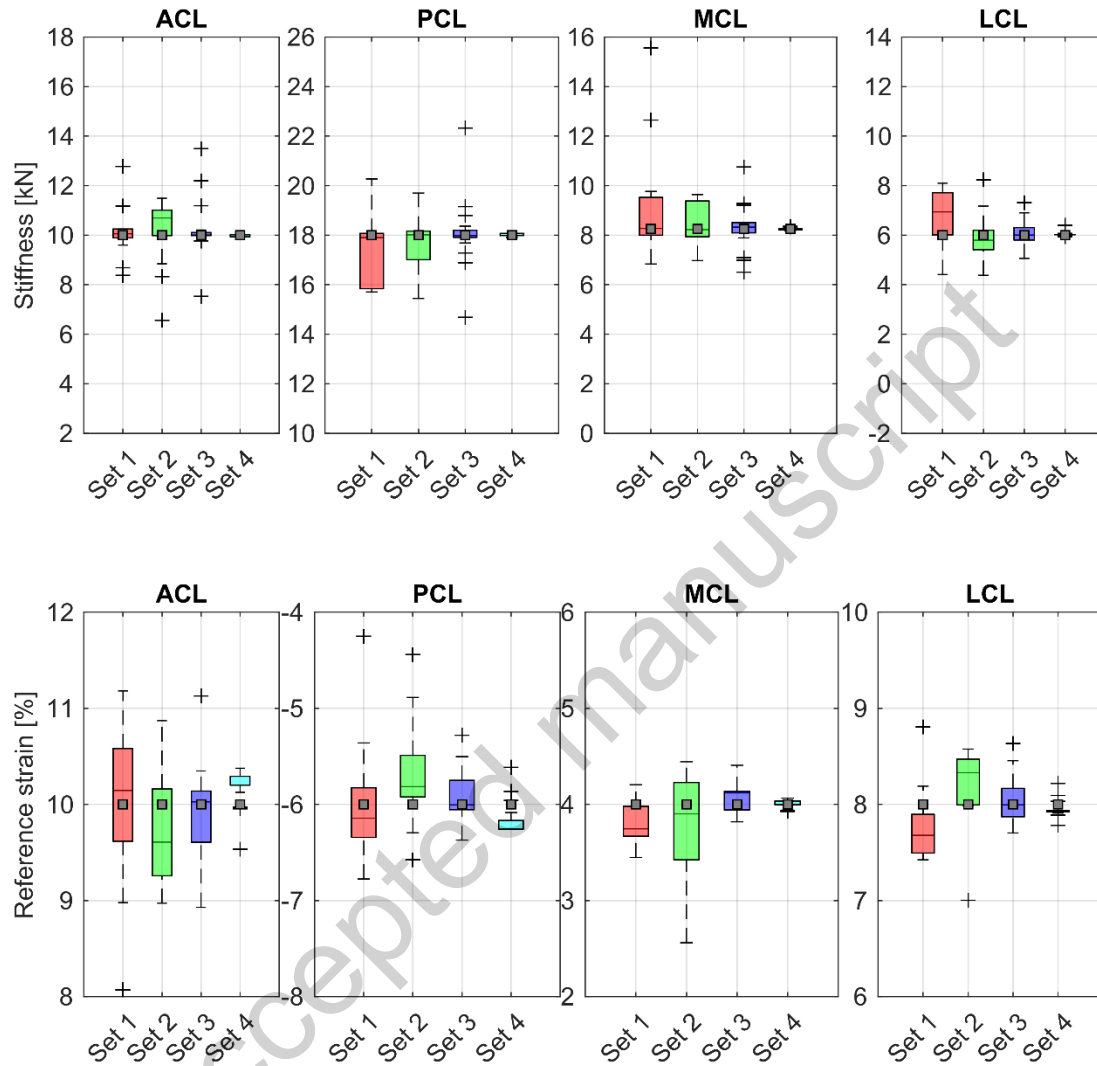 ACL PCL MCL LCL
18 26 16 14
16 24 14 12
14 22 12 10
12 20 10 8
10 18 8 6
8 16 6 4
6 14 4 2
4 12 2 0
2 10 0 -2
Stiffness [kN]
Set 1 Set 2 Set 3 Set 4 Set 1 Set 2 Set 3 Set 4 Set 1 Set 2 Set 3 Set 4 Set 1 Set 2 Set 3 Set 4
ACL PCL MCL LCL
12 -4 6 10
11 -5 5 9
10 -6 4 8
9 -7 3 7
8 -8 2 6
Reference strain [%]
Set 1 Set 2 Set 3 Set 4 Set 1 Set 2 Set 3 Set 4 Set 1 Set 2 Set 3 Set 4 Set 1 Set 2 Set 3 Set 4
ccepted manuscript